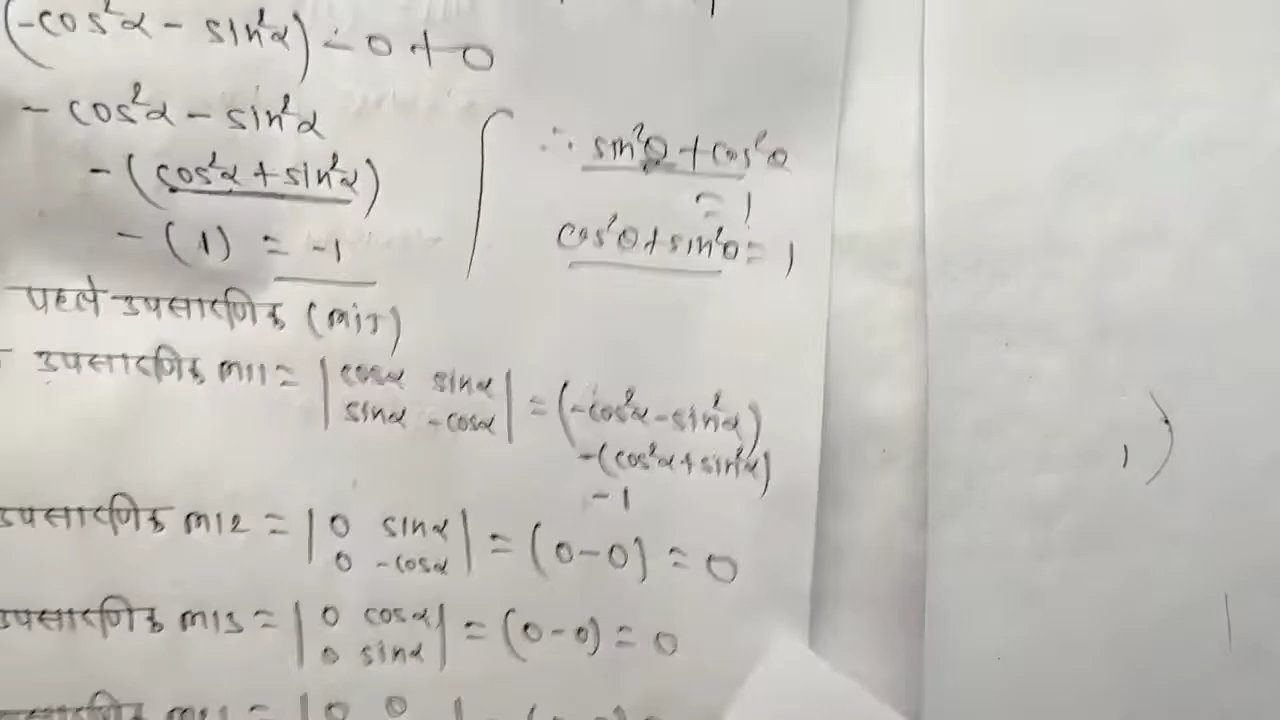 (-cos²α - sin²α) - 0 + 0
- cos²α - sin²α
- (cos²α + sin²α)
- (1) = -1
∴ sin²θ + cos²θ
= 1
cos²θ + sin²θ = 1
पहले उपसारणिक (mij)
उपसारणिक m11 = | cosα sinα |
| sinα -cosα | = (-cos²α - sin²α)
-(cos²α + sin²α)
-1
उपसारणिक m12 = | 0 sinα |
| 0 -cosα | = (0-0) = 0
उपसारणिक m13 = | 0 cosα |
| 0 sinα | = (0-0) = 0
| 0 0 |